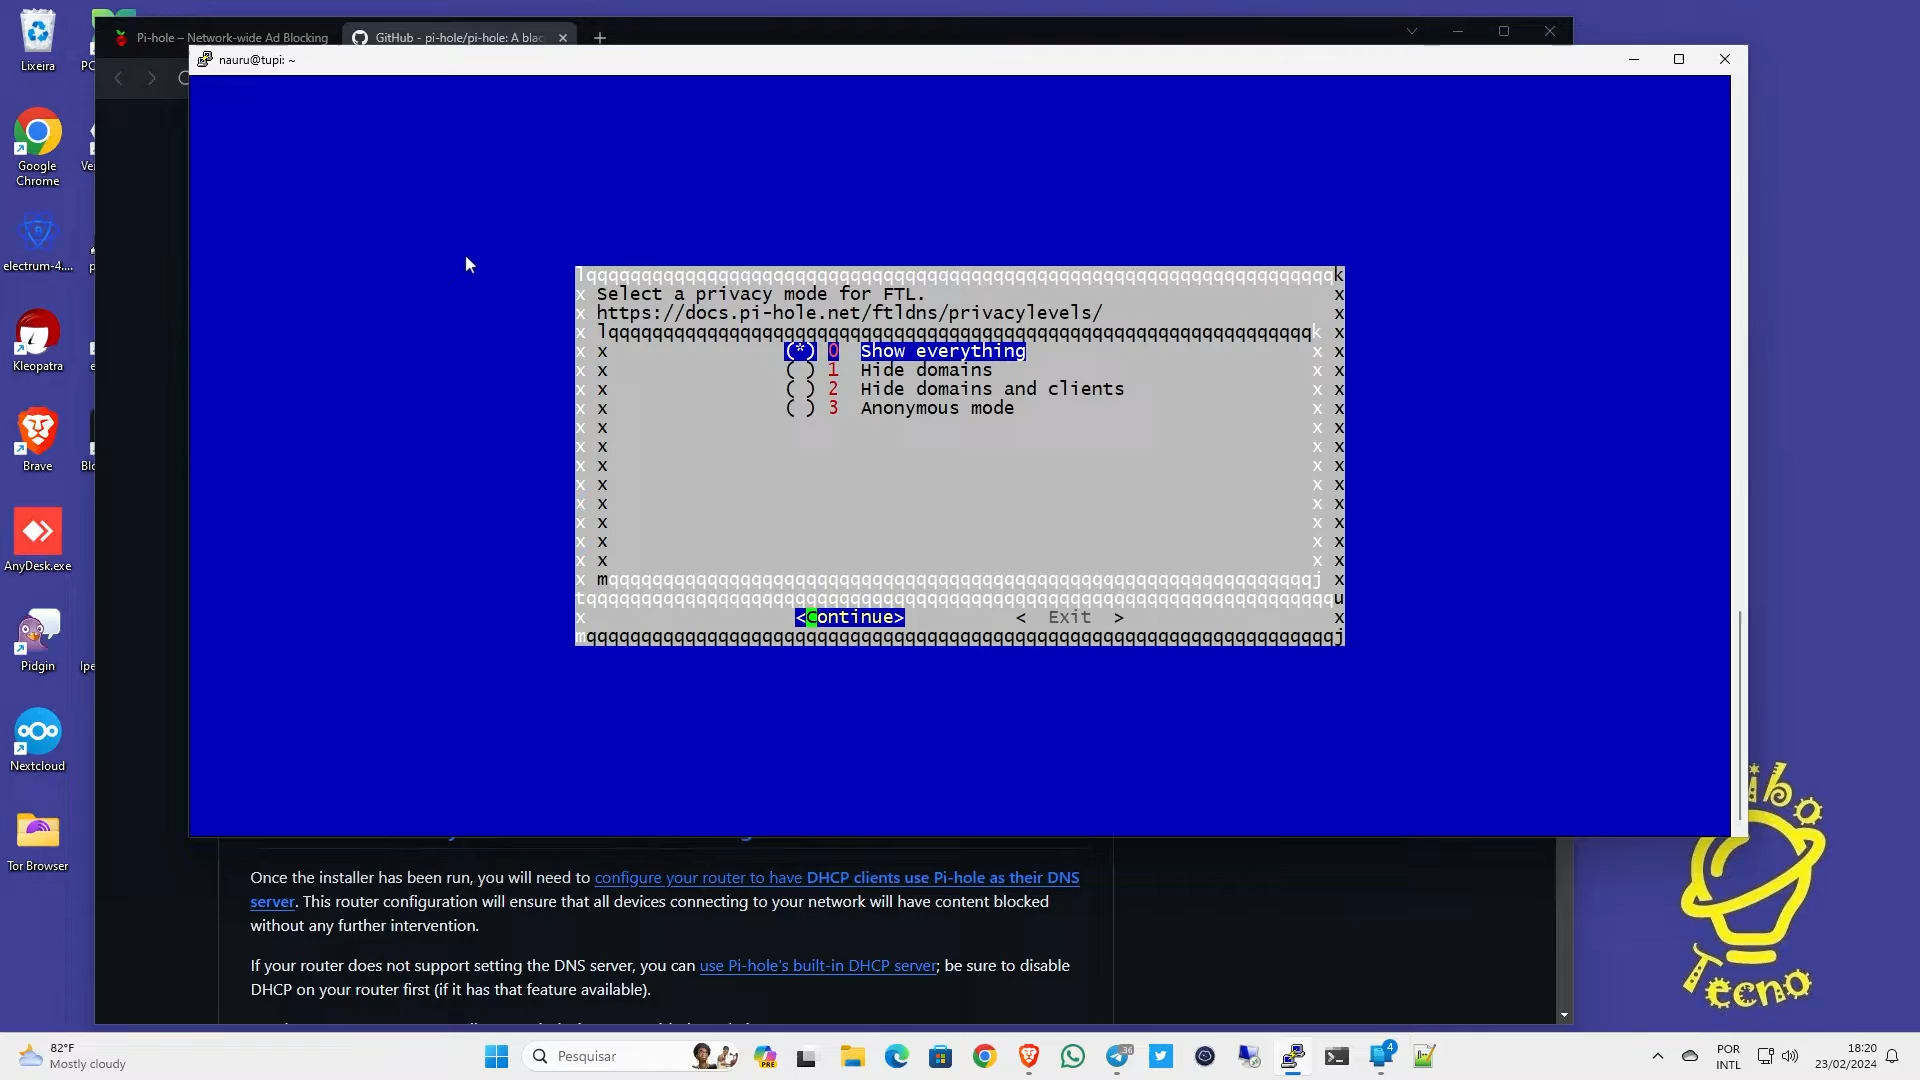 Pi-hole – Network-wide Ad Blocking
GitHub - pi-hole/pi-hole: A blac
nauru@tupi: ~
Lixeira
PC
Google
Chrome
Ver
electrum-4....
Kleopatra
Brave
Blo
AnyDesk.exe
Pidgin
Ipe
Nextcloud
Tor Browser
Select a privacy mode for FTL.
https://docs.pi-hole.net/ftldns/privacylevels/
(*) 0 Show everything
( ) 1 Hide domains
( ) 2 Hide domains and clients
( ) 3 Anonymous mode
<Continue> < Exit >
Once the installer has been run, you will need to configure your router to have DHCP clients use Pi-hole as their DNS
server. This router configuration will ensure that all devices connecting to your network will have content blocked
without any further intervention.
If your router does not support setting the DNS server, you can use Pi-hole's built-in DHCP server; be sure to disable
DHCP on your router first (if it has that feature available).
Tecno
82°F
Mostly cloudy
Pesquisar
PRE
36
4
POR
INTL
18:20
23/02/2024